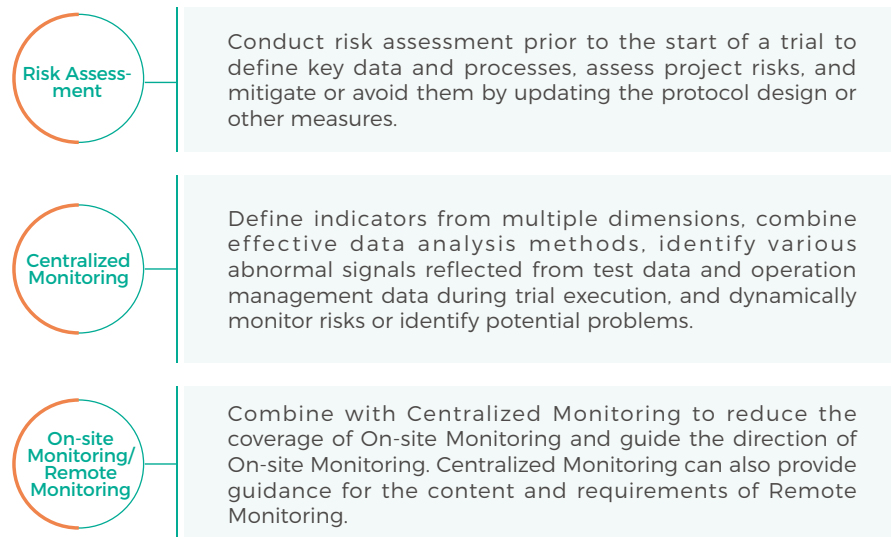 Risk Assess-
ment
Conduct risk assessment prior to the start of a trial to
define key data and processes, assess project risks, and
mitigate or avoid them by updating the protocol design or
other measures.
Centralized
Monitoring
Define indicators from multiple dimensions, combine
effective data analysis methods, identify various
abnormal signals reflected from test data and operation
management data during trial execution, and dynamically
monitor risks or identify potential problems.
On-site
Monitoring/
Remote
Monitoring
Combine with Centralized Monitoring to reduce the
coverage of On-site Monitoring and guide the direction of
On-site Monitoring. Centralized Monitoring can also provide
guidance for the content and requirements of Remote
Monitoring.